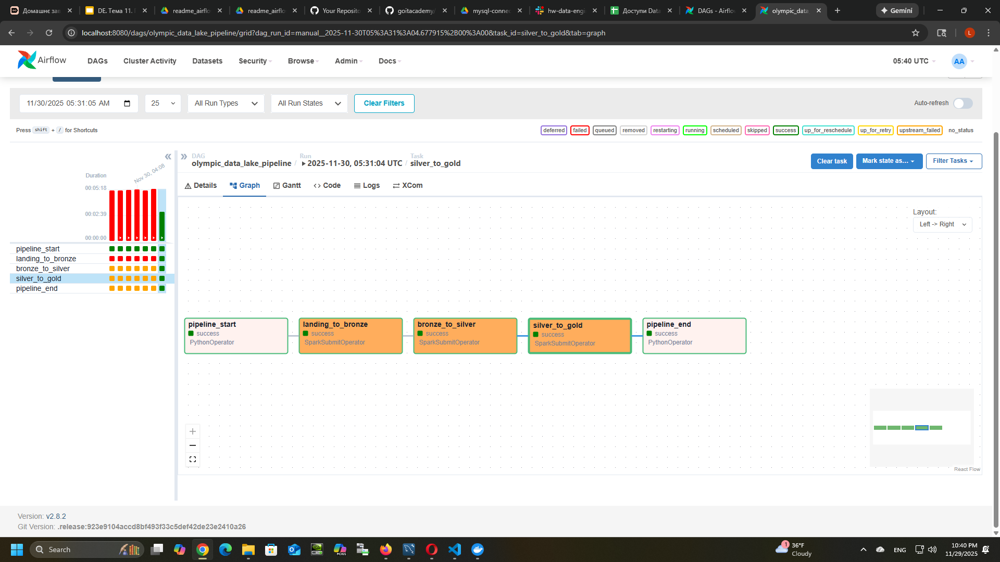 Домашнє зав
DE. Тема 11.
readme_airflo
readme_airflo
Your Reposito
goitacademy/
mysql-connec
hw-data-engi
Доступи Data
DAGs - Airflo
olympic_data_
Gemini
localhost:8080/dags/olympic_data_lake_pipeline/grid?dag_run_id=manual__2025-11-30T05%3A31%3A04.677915%2B00%3A00&task_id=silver_to_gold&tab=graph
L
Airflow
DAGs
Cluster Activity
Datasets
Security
Browse
Admin
Docs
05:40 UTC
AA
11/30/2025 05:31:05 AM
25
All Run Types
All Run States
Clear Filters
Auto-refresh
Press shift + / for Shortcuts
deferred
failed
queued
removed
restarting
running
scheduled
skipped
success
up_for_reschedule
up_for_retry
upstream_failed
no_status
DAG
olympic_data_lake_pipeline /
Run
2025-11-30, 05:31:04 UTC /
Task
silver_to_gold
Clear task
Mark state as...
Filter Tasks
Duration
Nov 30, 04:08
00:05:18
00:02:39
00:00:00
pipeline_start
landing_to_bronze
bronze_to_silver
silver_to_gold
pipeline_end
Details
Graph
Gantt
Code
Logs
XCom
Layout:
Left -> Right
pipeline_start
success
PythonOperator
landing_to_bronze
success
SparkSubmitOperator
bronze_to_silver
success
SparkSubmitOperator
silver_to_gold
success
SparkSubmitOperator
pipeline_end
success
PythonOperator
React Flow
Version: v2.8.2
Git Version: .release:923e9104accd8bf493f33c5def42de23e2410a26
Search
M365
1
36°F
Cloudy
ENG
10:40 PM
11/29/2025